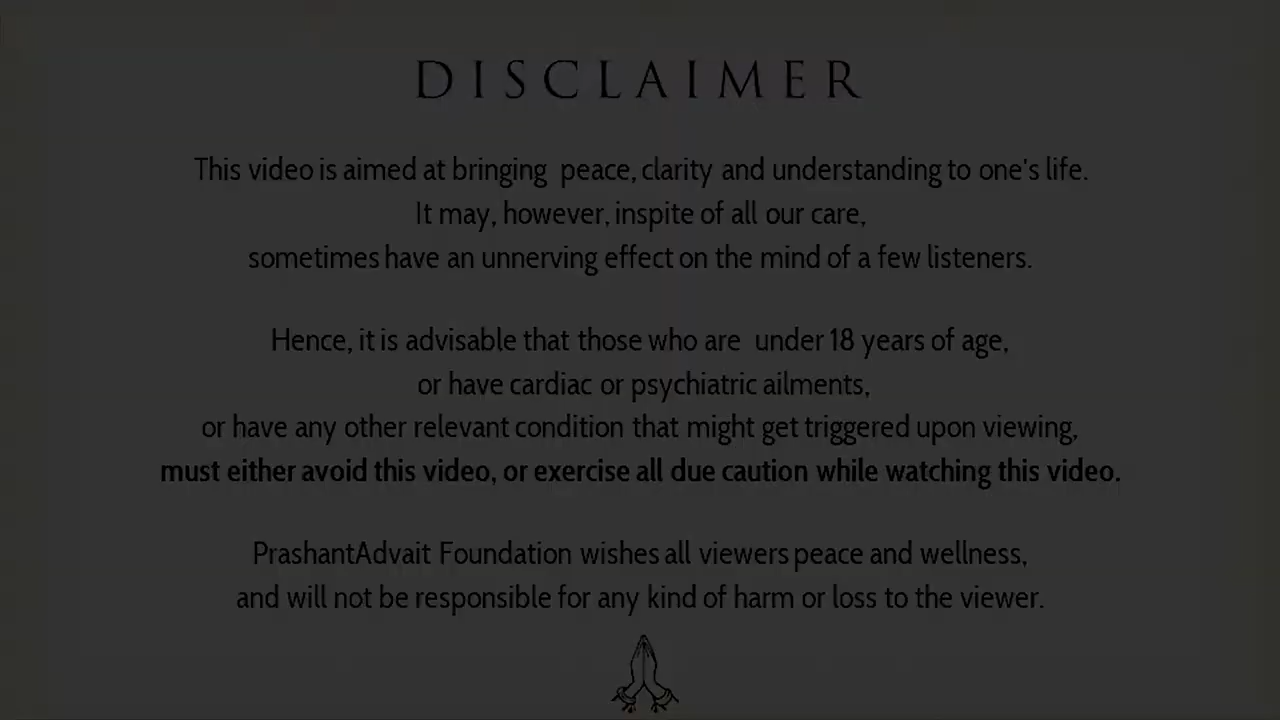 DISCLAIMER
This video is aimed at bringing peace, clarity and understanding to one's life.
It may, however, inspite of all our care,
sometimes have an unnerving effect on the mind of a few listeners.
Hence, it is advisable that those who are under 18 years of age,
or have cardiac or psychiatric ailments,
or have any other relevant condition that might get triggered upon viewing,
must either avoid this video, or exercise all due caution while watching this video.
PrashantAdvait Foundation wishes all viewers peace and wellness,
and will not be responsible for any kind of harm or loss to the viewer.